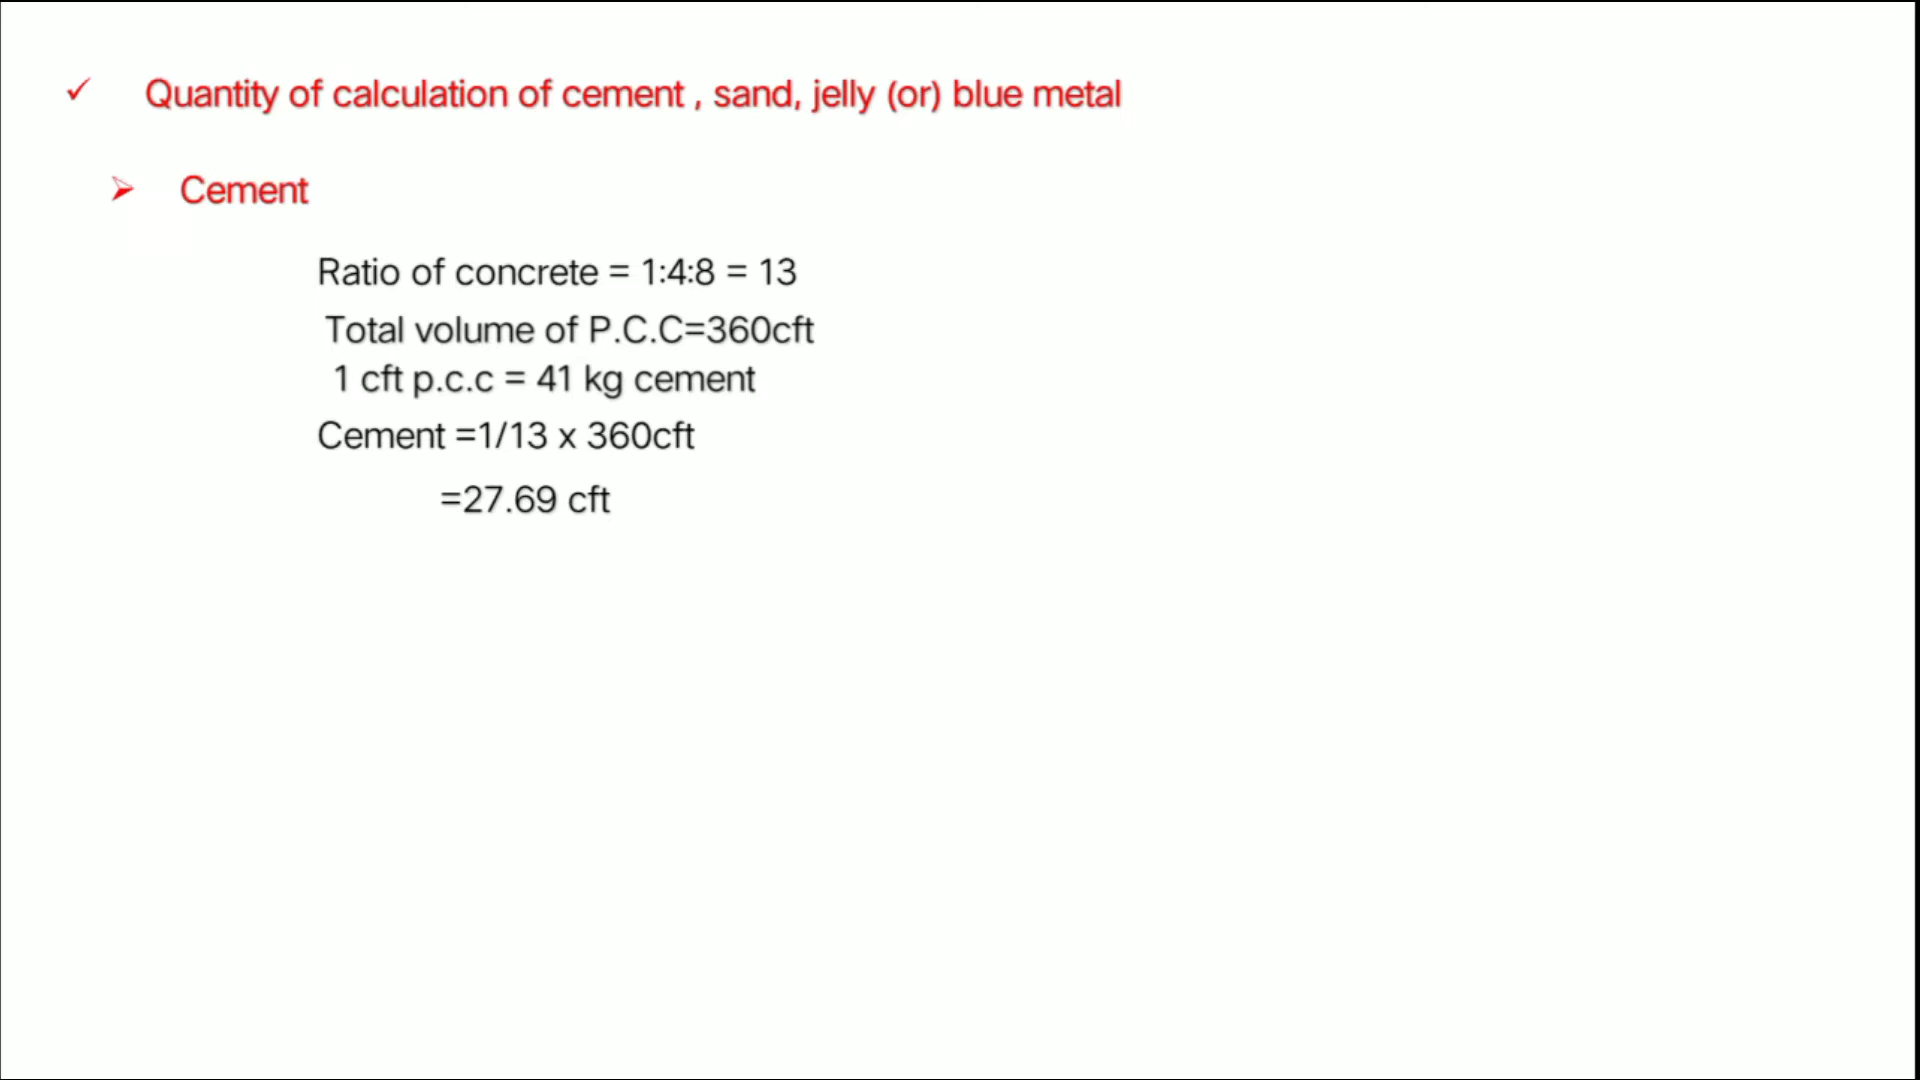 Quantity of calculation of cement , sand, jelly (or) blue metal
Cement
Ratio of concrete = 1:4:8 = 13
Total volume of P.C.C=360cft
1 cft p.c.c = 41 kg cement
Cement =1/13 x 360cft
=27.69 cft